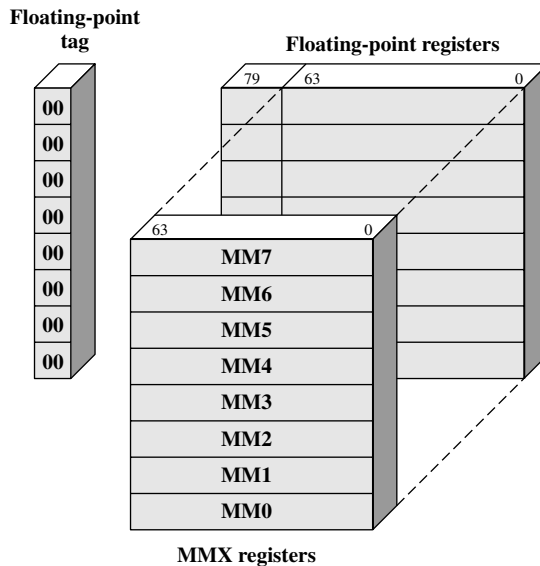 Floating-point
tag
Floating-point registers
79 63 0
00
00
00
00
00
00
00
00
63 0
MM7
MM6
MM5
MM4
MM3
MM2
MM1
MM0
MMX registers